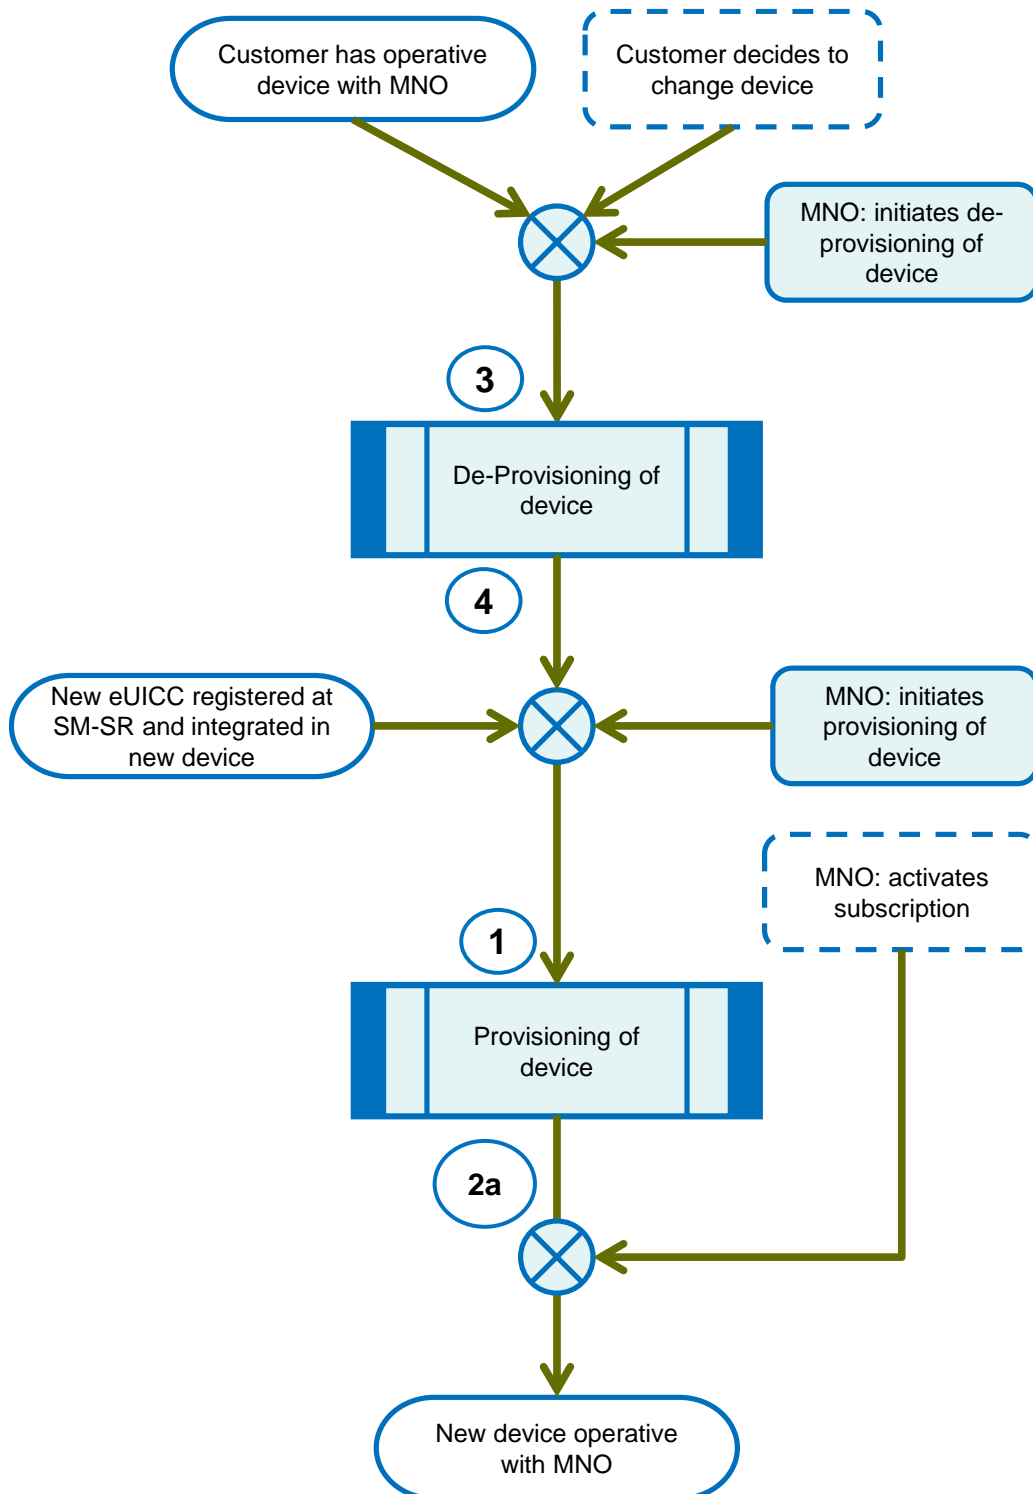 Customer has operative
device with MNO
Customer decides to
change device
MNO: initiates de-
provisioning of
device
3
De-Provisioning of
device
4
New eUICC registered at
SM-SR and integrated in
new device
MNO: initiates
provisioning of
device
MNO: activates
subscription
1
Provisioning of
device
2a
New device operative
with MNO